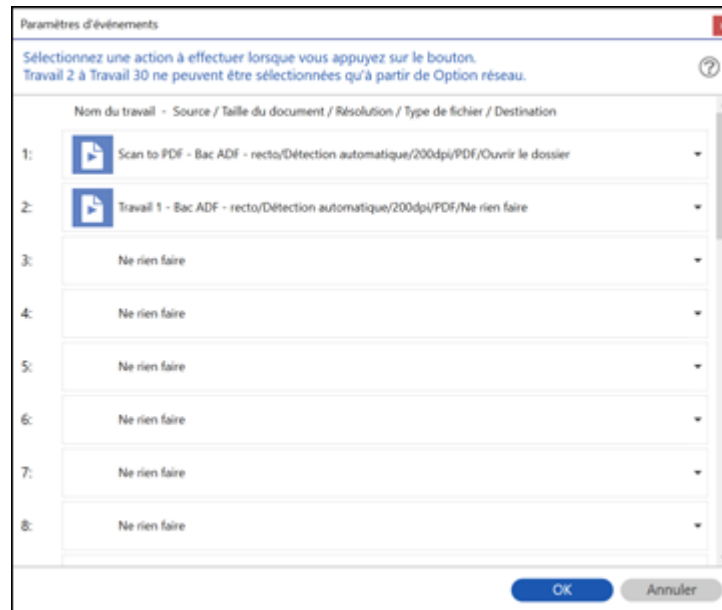 Paramètres d'événements
Sélectionnez une action à effectuer lorsque vous appuyez sur le bouton.
Travail 2 à Travail 30 ne peuvent être sélectionnées qu'à partir de Option réseau.
Nom du travail - Source / Taille du document / Résolution / Type de fichier / Destination
1: Scan to PDF - Bac ADF - recto/Détection automatique/200dpi/PDF/Ouvrir le dossier
2: Travail 1 - Bac ADF - recto/Détection automatique/200dpi/PDF/Ne rien faire
3: Ne rien faire
4: Ne rien faire
5: Ne rien faire
6: Ne rien faire
7: Ne rien faire
8: Ne rien faire
OK Annuler